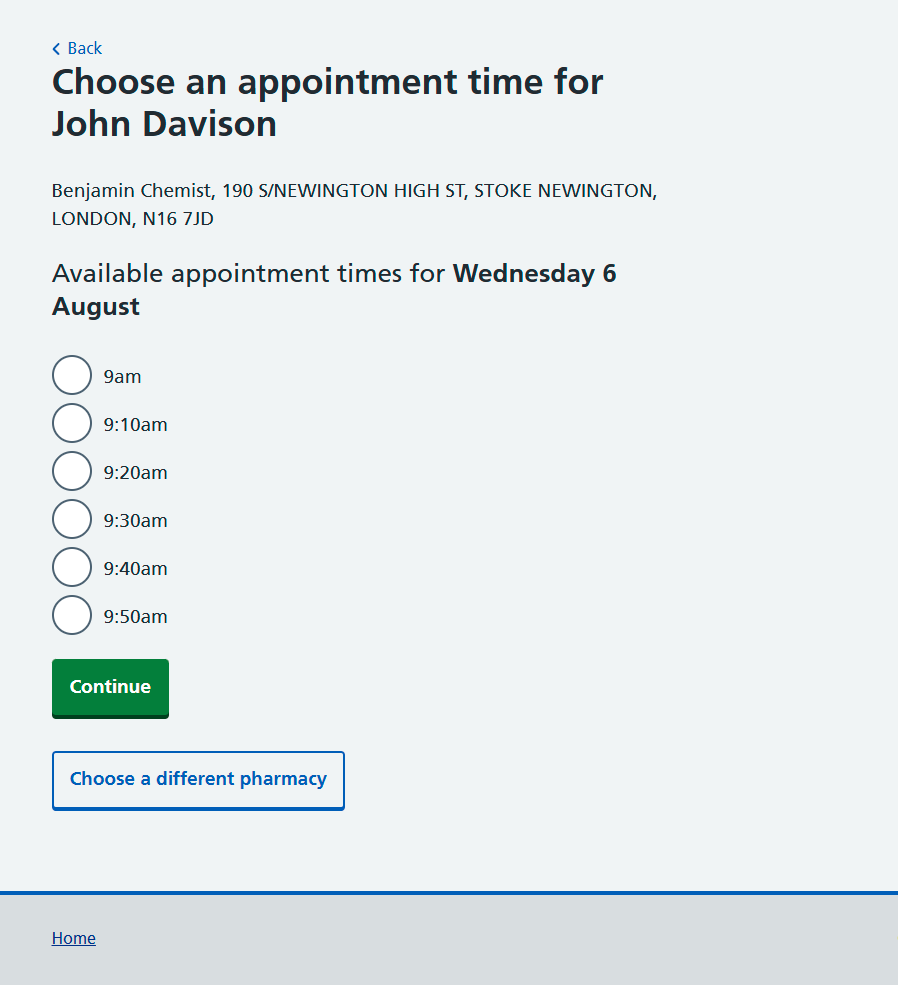 Back
Choose an appointment time for
John Davison
Benjamin Chemist, 190 S/NEWINGTON HIGH ST, STOKE NEWINGTON,
LONDON, N16 7JD
Available appointment times for Wednesday 6
August
9am
9:10am
9:20am
9:30am
9:40am
9:50am
Continue
Choose a different pharmacy
Home